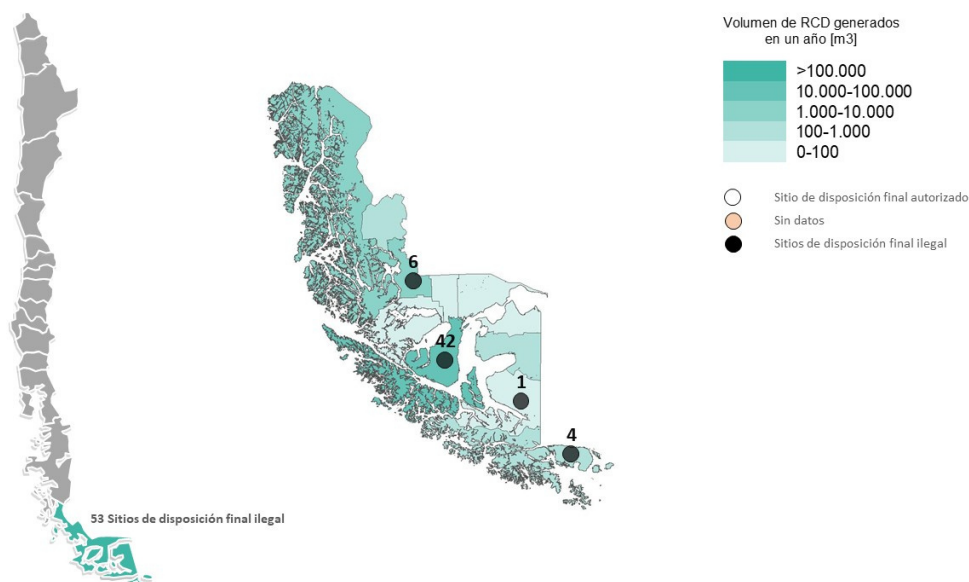 Volumen de RCD generados
en un año [m3]
>100.000
10.000-100.000
1.000-10.000
100-1.000
0-100
Sitio de disposición final autorizado
Sin datos
Sitios de disposición final ilegal
6
42
1
4
53 Sitios de disposición final ilegal